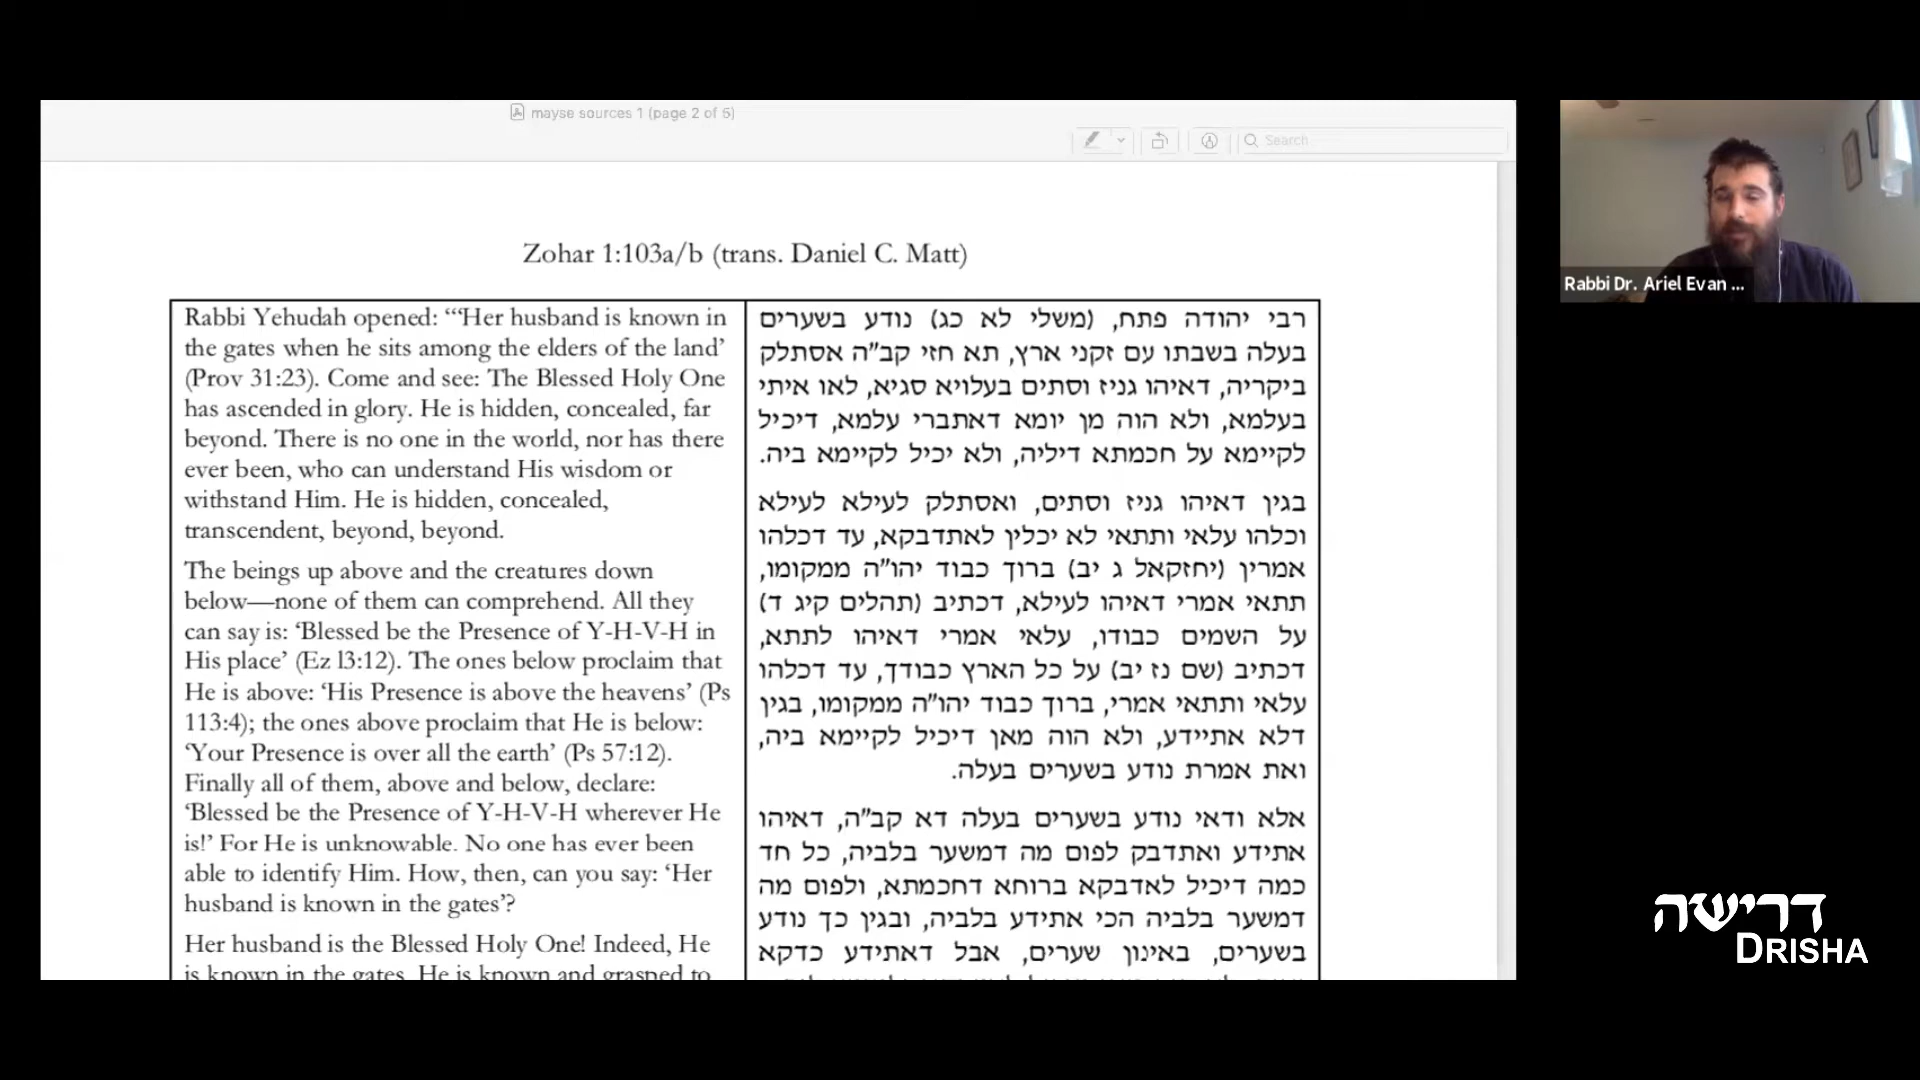 mayse sources 1 (page 2 of 5)
Search
Zohar 1:103a/b (trans. Daniel C. Matt)
Rabbi Yehudah opened: “‘Her husband is known in
the gates when he sits among the elders of the land’
(Prov 31:23). Come and see: The Blessed Holy One
has ascended in glory. He is hidden, concealed, far
beyond. There is no one in the world, nor has there
ever been, who can understand His wisdom or
withstand Him. He is hidden, concealed,
transcendent, beyond, beyond.
The beings up above and the creatures down
below—none of them can comprehend. All they
can say is: ‘Blessed be the Presence of Y-H-V-H in
His place’ (Ez l3:12). The ones below proclaim that
He is above: ‘His Presence is above the heavens’ (Ps
113:4); the ones above proclaim that He is below:
‘Your Presence is over all the earth’ (Ps 57:12).
Finally all of them, above and below, declare:
‘Blessed be the Presence of Y-H-V-H wherever He
is!’ For He is unknowable. No one has ever been
able to identify Him. How, then, can you say: ‘Her
husband is known in the gates’?
Her husband is the Blessed Holy One! Indeed, He
is known in the gates. He is known and grasped to
רבי יהודה פתח, (משלי לא כג) נודע בשערים
בעלה בשבתו עם זקני ארץ, תא חזי קב"ה אסתלק
ביקריה, דאיהו גניז וסתים בעלויא סגיא, לאו איתי
בעלמא, ולא הוה מן יומא דאתברי עלמא, דיכיל
לקיימא על חכמתא דיליה, ולא יכיל לקיימא ביה.
בגין דאיהו גניז וסתים, ואסתלק לעילא לעילא
וכלהו עלאי ותתאי לא יכלין לאתדבקא, עד דכלהו
אמרין (יחזקאל ג יב) ברוך כבוד יהו"ה ממקומו,
תתאי אמרי דאיהו לעילא, דכתיב (תהלים קיג ד)
על השמים כבודו, עלאי אמרי דאיהו לתתא,
דכתיב (שם נז יב) על כל הארץ כבודך, עד דכלהו
עלאי ותתאי אמרי, ברוך כבוד יהו"ה ממקומו, בגין
דלא אתיידע, ולא הוה מאן דיכיל לקיימא ביה,
ואת אמרת נודע בשערים בעלה.
אלא ודאי נודע בשערים בעלה דא קב"ה, דאיהו
אתידע ואתדבק לפום מה דמשער בלביה, כל חד
כמה דיכיל לאדבקא ברוחא דחכמתא, ולפום מה
דמשער בלביה הכי אתידע בלביה, ובגין כך נודע
בשערים, באינון שערים, אבל דאתידע כדקא
Rabbi Dr. Ariel Evan ...
דרישה
DRISHA